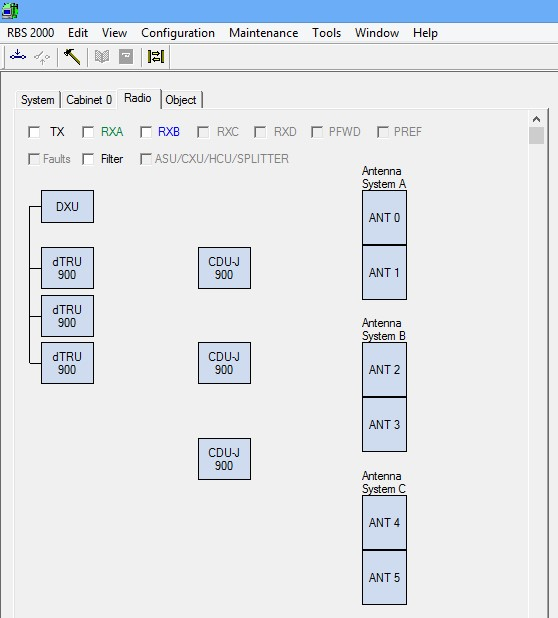 RBS 2000 Edit View Configuration Maintenance Tools Window Help
System Cabinet 0 Radio Object
TX RXA RXB RXC RXD PFWD PREF
Faults Filter ASU/CXU/HCU/SPLITTER
Antenna
System A
DXU
ANT 0
dTRU
900
CDU-J
900
ANT 1
dTRU
900
Antenna
System B
dTRU
900
CDU-J
900
ANT 2
ANT 3
CDU-J
900
Antenna
System C
ANT 4
ANT 5